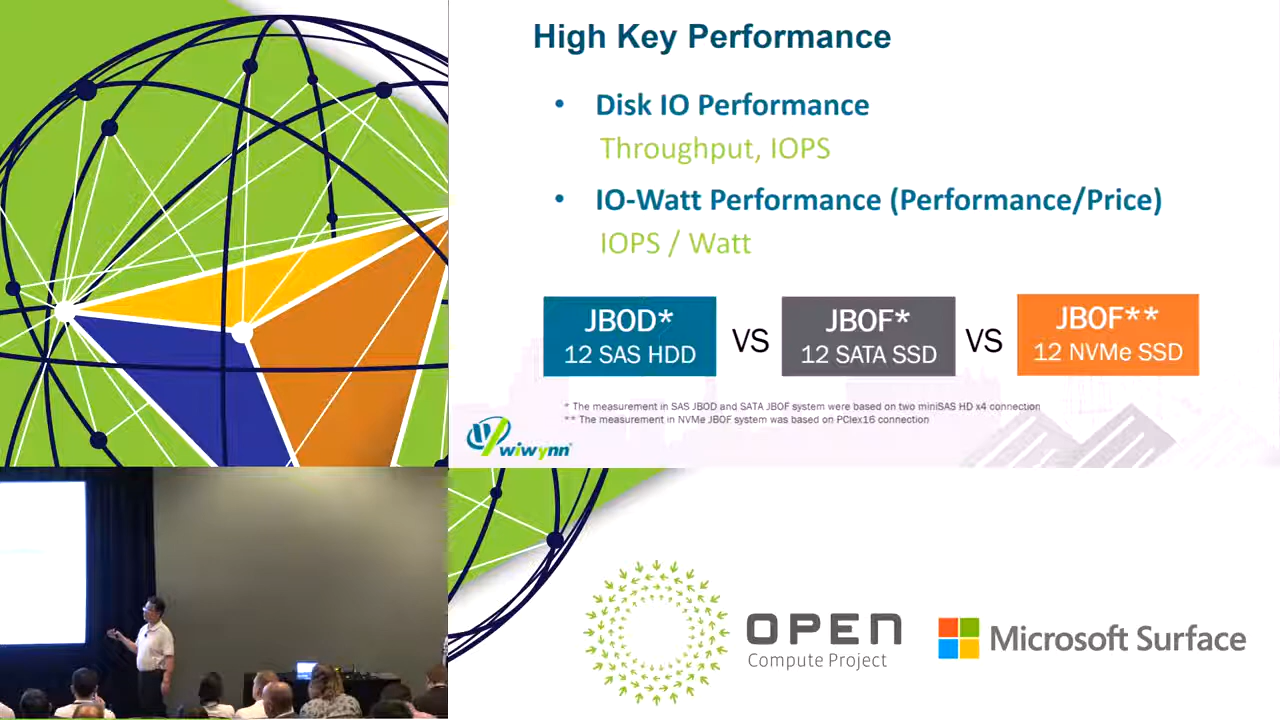 High Key Performance
• Disk IO Performance
Throughput, IOPS
• IO-Watt Performance (Performance/Price)
IOPS / Watt
JBOD*
12 SAS HDD
VS
JBOF*
12 SATA SSD
VS
JBOF**
12 NVMe SSD
* The measurement in SAS JBOD and SATA JBOF system were based on two miniSAS HD x4 connection
** The measurement in NVMe JBOF system was based on PCIex16 connection
wiwynn
OPEN
Compute Project
Microsoft Surface